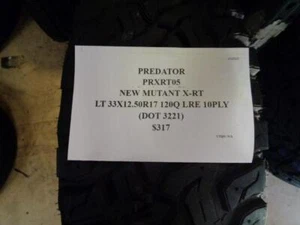 PREDATOR
PRXRT05
NEW MUTANT X-RT
LT 33X12.50R17 120Q LRE 10PLY
(DOT 3221)
$317